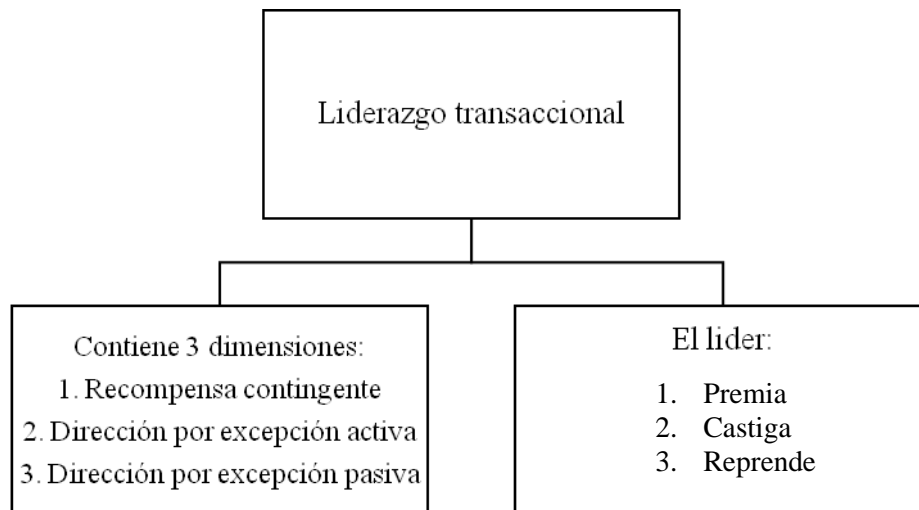 Liderazgo transaccional
Contiene 3 dimensiones:
1. Recompensa contingente
2. Dirección por excepción activa
3. Dirección por excepción pasiva
El lider:
1. Premia
2. Castiga
3. Reprende